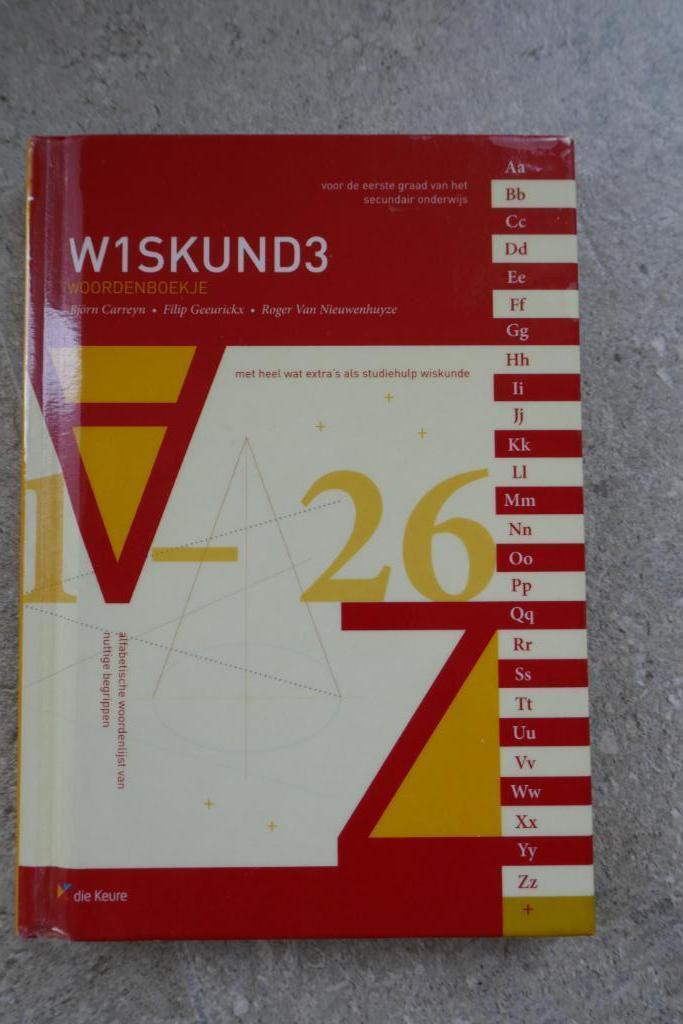 voor de eerste graad van het
secundair onderwijs
W1SKUND3
WOORDENBOEKJE
Björn Carreyn • Filip Geeurickx • Roger Van Nieuwenhuyze
met heel wat extra's als studiehulp wiskunde
A
1 – 26
Z
alfabetische woordenlijst van
nuttige begrippen
die Keure
Aa
Bb
Cc
Dd
Ee
Ff
Gg
Hh
Ii
Jj
Kk
Ll
Mm
Nn
Oo
Pp
Qq
Rr
Ss
Tt
Uu
Vv
Ww
Xx
Yy
Zz
+